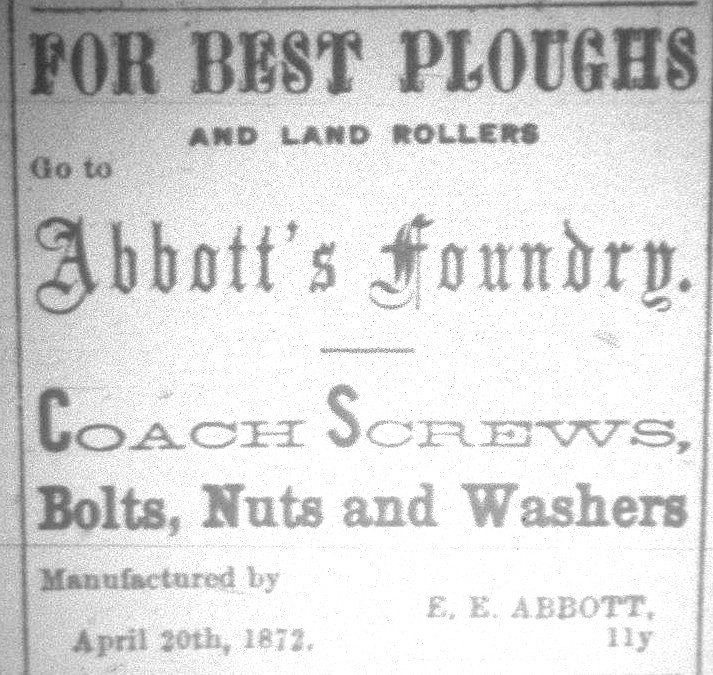 FOR BEST PLOUGHS
AND LAND ROLLERS
Go to
Abbott's Foundry.
COACH SCREWS,
Bolts, Nuts and Washers
Manufactured by
E. E. ABBOTT,
April 20th, 1872. 11y